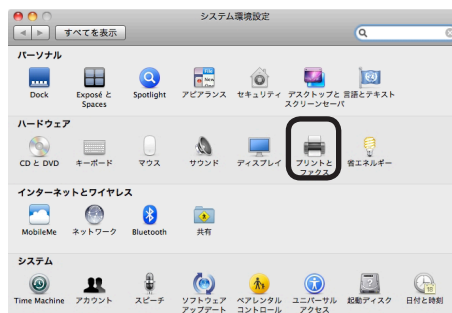 システム環境設定
すべてを表示
パーソナル
Dock
Exposé と
Spaces
Spotlight
アピアランス
セキュリティ
デスクトップと
スクリーンセーバ
言語とテキスト
ハードウェア
CD と DVD
キーボード
マウス
サウンド
ディスプレイ
プリントと
ファクス
省エネルギー
インターネットとワイヤレス
MobileMe
ネットワーク
Bluetooth
共有
システム
Time Machine
アカウント
スピーチ
ソフトウェア
アップデート
ペアレンタル
コントロール
ユニバーサル
アクセス
起動ディスク
日付と時刻